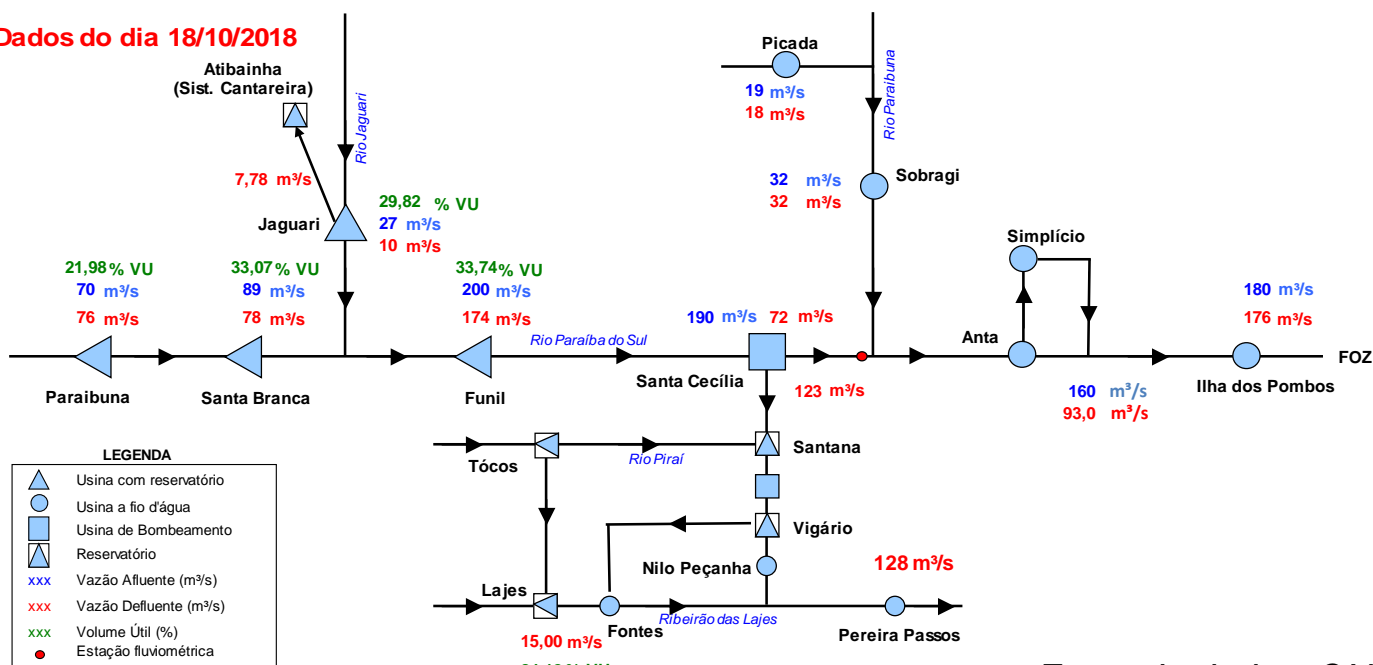 Dados do dia 18/10/2018
Atibainha
(Sist. Cantareira)
Rio Jaguari
7,78 m³/s
Jaguari
29,82 % VU
27 m³/s
10 m³/s
Picada
19 m³/s
18 m³/s
Rio Paraibuna
32 m³/s
32 m³/s
Sobragi
21,98 % VU
70 m³/s
76 m³/s
Paraibuna
33,07 % VU
89 m³/s
78 m³/s
Santa Branca
33,74 % VU
200 m³/s
174 m³/s
Funil
Rio Paraíba do Sul
190 m³/s 72 m³/s
Santa Cecília
123 m³/s
Simplício
Anta
160 m³/s
93,0 m³/s
180 m³/s
176 m³/s
Ilha dos Pombos
FOZ
Tócos
Rio Piraí
Santana
Vigário
Nilo Peçanha
128 m³/s
Lajes
15,00 m³/s
Fontes
Ribeirão das Lajes
Pereira Passos
LEGENDA
Usina com reservatório
Usina a fio d'água
Usina de Bombeamento
Reservatório
xxx Vazão Afluente (m³/s)
xxx Vazão Defluente (m³/s)
xxx Volume Útil (%)
Estação fluviométrica